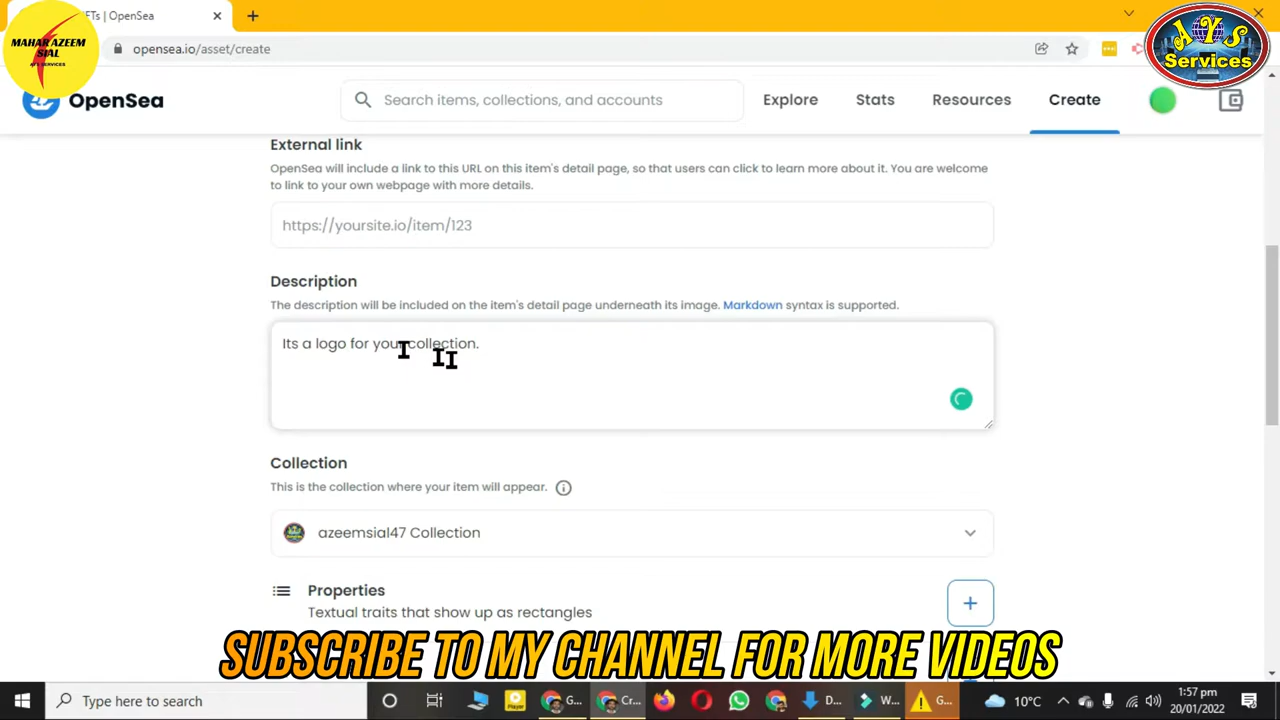 FTs | OpenSea
MAHAR AZEEM
SIAL
AYS SERVICES
opensea.io/asset/create
AYS
Services
OpenSea
Search items, collections, and accounts
Explore
Stats
Resources
Create
External link
OpenSea will include a link to this URL on this item's detail page, so that users can click to learn more about it. You are welcome
to link to your own webpage with more details.
https://yoursite.io/item/123
Description
The description will be included on the item's detail page underneath its image. Markdown syntax is supported.
Its a logo for your collection.
Collection
This is the collection where your item will appear.
azeemsial47 Collection
Properties
Textual traits that show up as rectangles
SUBSCRIBE TO MY CHANNEL FOR MORE VIDEOS
Type here to search
G...
Cr...
D...
W...
G...
10°C
1:57 pm
20/01/2022